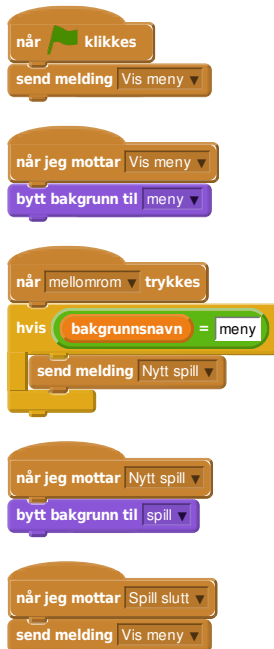 når klikkes
send melding Vis meny
når jeg mottar Vis meny
bytt bakgrunn til meny
når mellomrom trykkes
hvis bakgrunnsnavn = meny
send melding Nytt spill
når jeg mottar Nytt spill
bytt bakgrunn til spill
når jeg mottar Spill slutt
send melding Vis meny